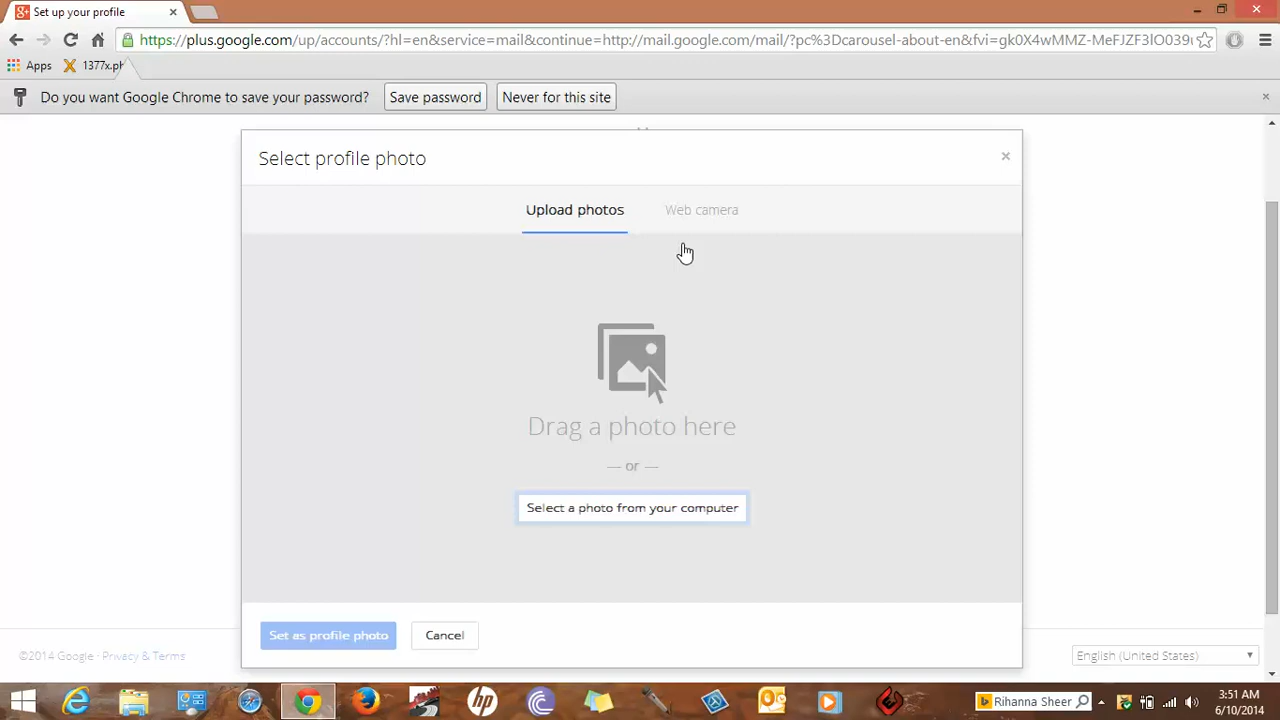 Set up your profile
https://plus.google.com/up/accounts/?hl=en&service=mail&continue=http://mail.google.com/mail/?pc%3Dcarousel-about-en&fvi=gk0X4wMMZ-MeFJZF3lO039
Apps 1377x.ph
Do you want Google Chrome to save your password? Save password Never for this site
Select profile photo
Upload photos Web camera
Drag a photo here
— or —
Select a photo from your computer
Set as profile photo Cancel
©2014 Google · Privacy & Terms English (United States)
Rihanna Sheer
3:51 AM
6/10/2014